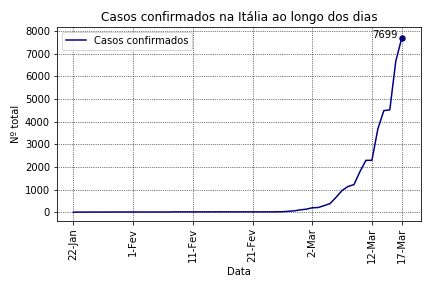 Casos confirmados na Itália ao longo dos dias
8000
7000
6000
5000
4000
3000
2000
1000
0
Nº total
Casos confirmados
7699
22-Jan
1-Fev
11-Fev
21-Fev
2-Mar
12-Mar
17-Mar
Data